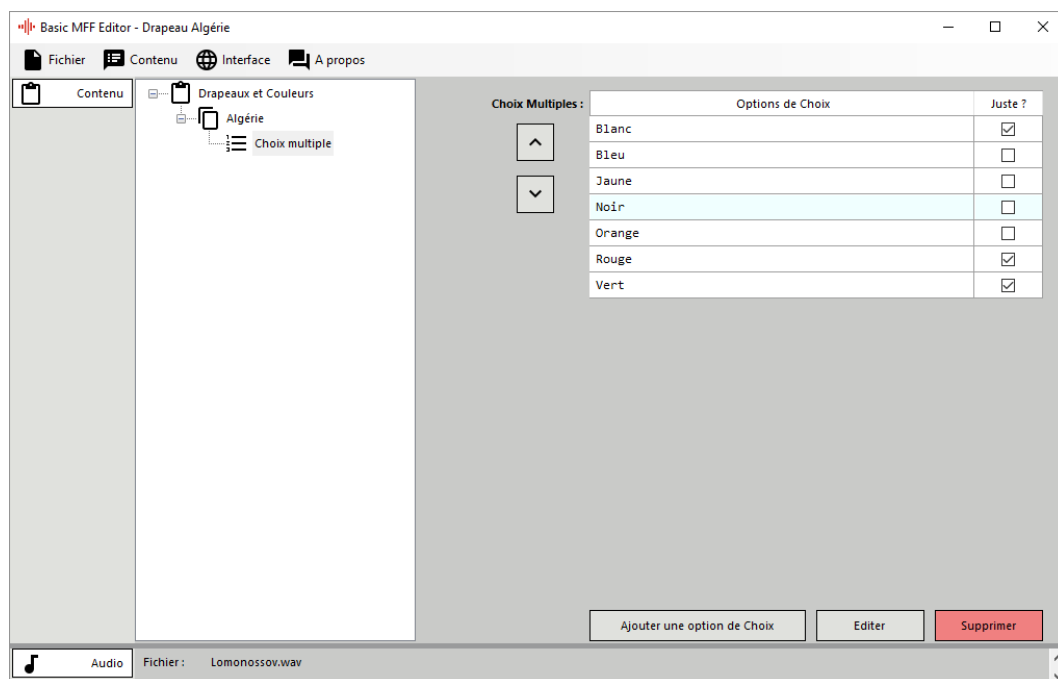 Basic MFF Editor - Drapeau Algérie
Fichier Contenu Interface A propos
Contenu
Drapeaux et Couleurs
Algérie
Choix multiple
Choix Multiples :
Options de Choix Juste ?
Blanc
Bleu
Jaune
Noir
Orange
Rouge
Vert
Ajouter une option de Choix Editer Supprimer
Audio Fichier : Lomonossov.wav